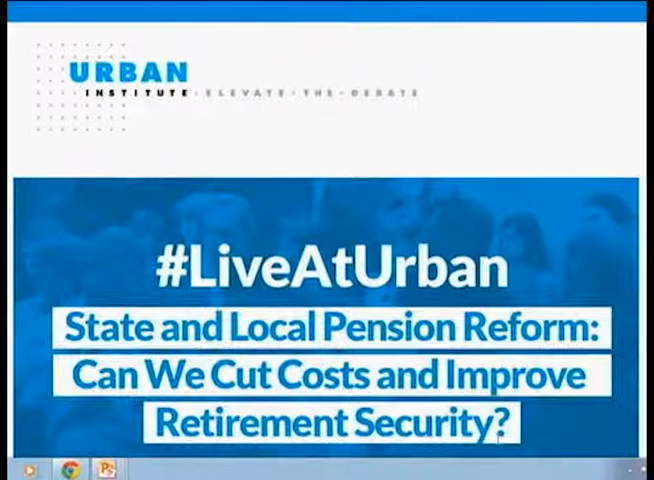 URBAN
INSTITUTE · ELEVATE · THE · DEBATE
#LiveAtUrban
State and Local Pension Reform:
Can We Cut Costs and Improve
Retirement Security?